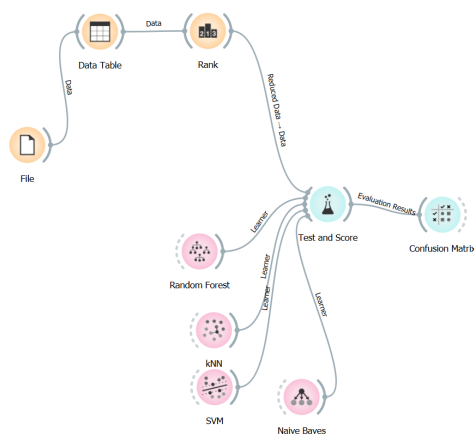 Data
Data Table
Rank
Data
File
Reduced Data → Data
Learner
Random Forest
Test and Score
Evaluation Results
Confusion Matrix
Learner
Learner
kNN
SVM
Learner
Naive Bayes